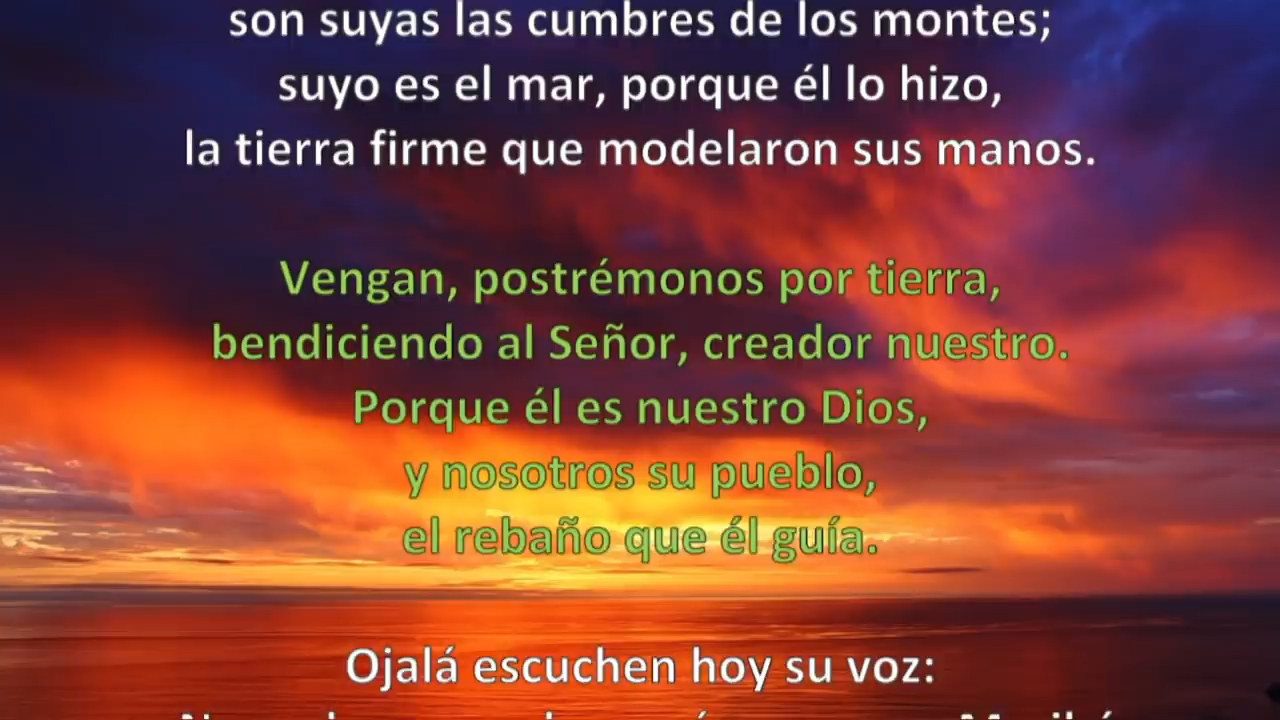 son suyas las cumbres de los montes;
suyo es el mar, porque él lo hizo,
la tierra firme que modelaron sus manos.
Vengan, postrémonos por tierra,
bendiciendo al Señor, creador nuestro.
Porque él es nuestro Dios,
y nosotros su pueblo,
el rebaño que él guía.
Ojalá escuchen hoy su voz: